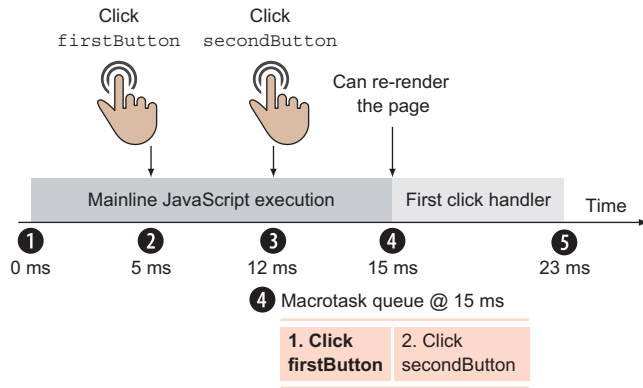 Click
firstButton
Click
secondButton
Can re-render
the page
Mainline JavaScript execution
First click handler
Time
1
2
3
4
5
0 ms
5 ms
12 ms
15 ms
23 ms
4 Macrotask queue @ 15 ms
1. Click
firstButton
2. Click
secondButton